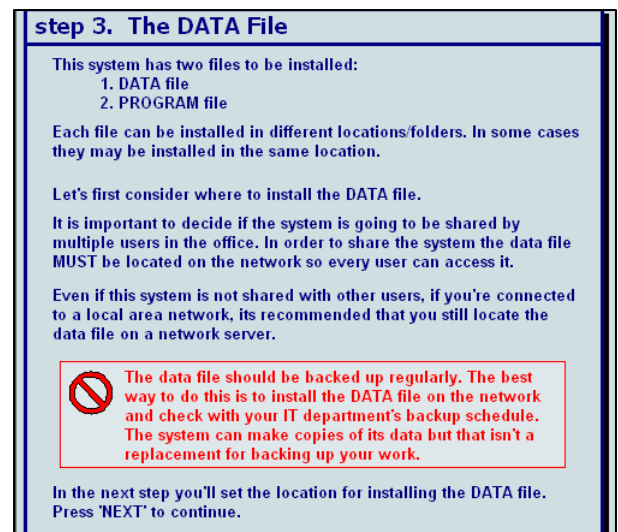 step 3. The DATA File
This system has two files to be installed:
1. DATA file
2. PROGRAM file
Each file can be installed in different locations/folders. In some cases
they may be installed in the same location.
Let's first consider where to install the DATA file.
It is important to decide if the system is going to be shared by
multiple users in the office. In order to share the system the data file
MUST be located on the network so every user can access it.
Even if this system is not shared with other users, if you're connected
to a local area network, its recommended that you still locate the
data file on a network server.
The data file should be backed up regularly. The best
way to do this is to install the DATA file on the network
and check with your IT department's backup schedule.
The system can make copies of its data but that isn't a
replacement for backing up your work.
In the next step you'll set the location for installing the DATA file.
Press 'NEXT' to continue.